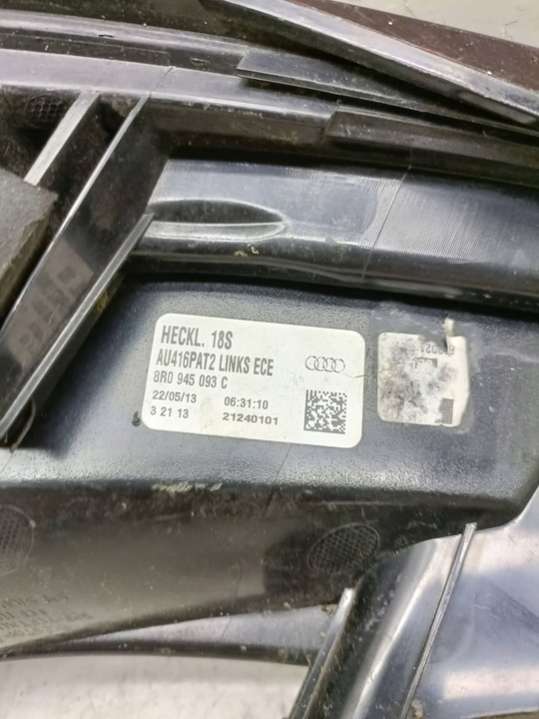 HECKL. 18S
AU416PAT2 LINKS ECE
8R0 945 093 C
22/05/13 06:31:10
3 21 13 21240101